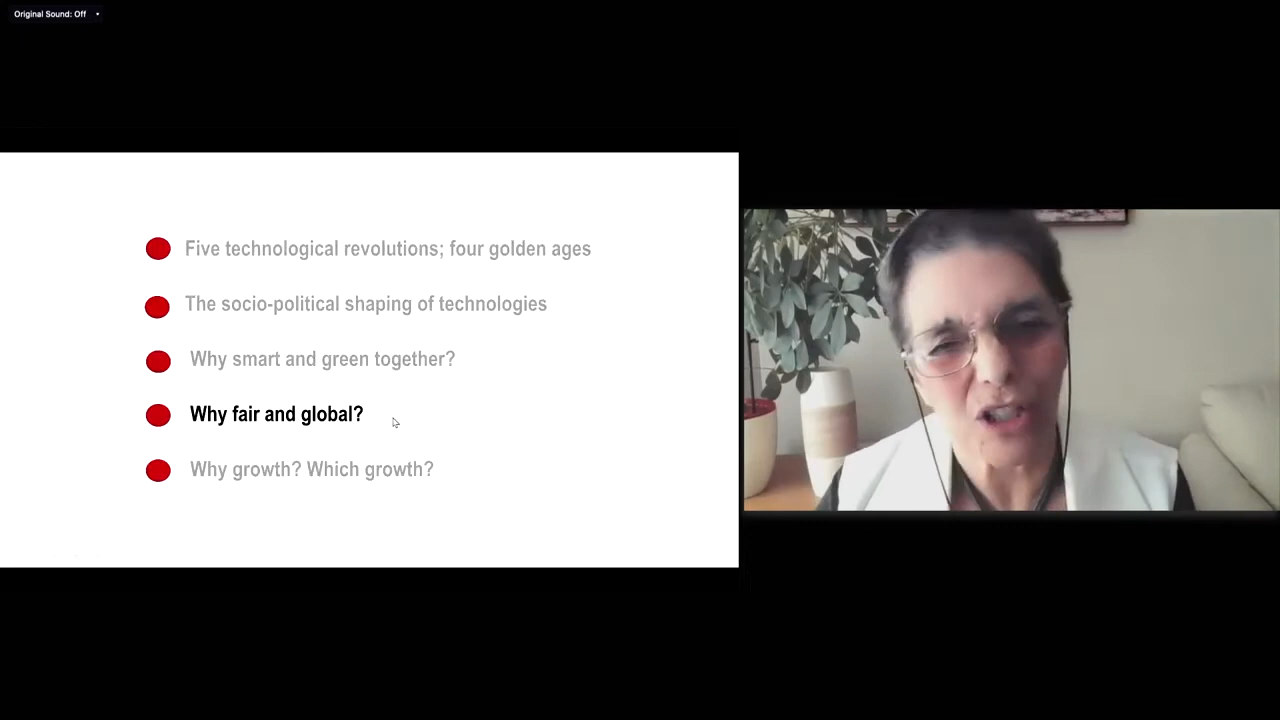 Original Sound: Off
Five technological revolutions; four golden ages
The socio-political shaping of technologies
Why smart and green together?
Why fair and global?
Why growth? Which growth?